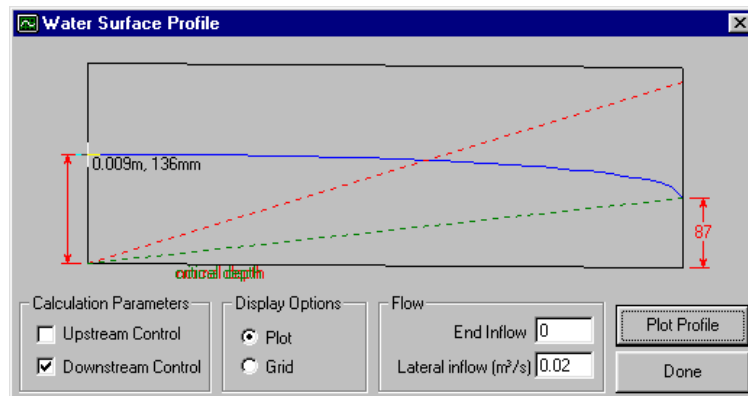 Water Surface Profile
0.009m, 136mm
87
depth
Calculation Parameters
Upstream Control
Downstream Control
Display Options
Plot
Grid
Flow
End Inflow 0
Lateral inflow (m³/s) 0.02
Plot Profile
Done